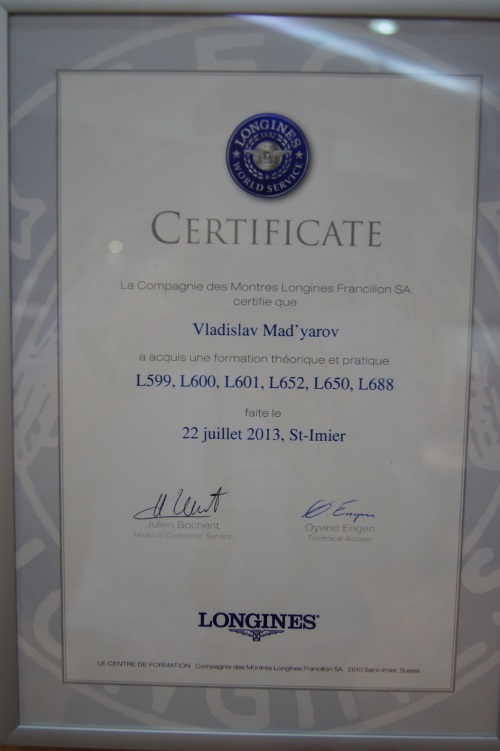 LONGINES
1832
WORLD SERVICE
CERTIFICATE
La Compagnie des Montres Longines Francillon SA
certifie que
Vladislav Mad'yarov
a acquis une formation théorique et pratique
L599, L600, L601, L652, L650, L688
faite le
22 juillet 2013, St-Imier
Julien Bochent Oyvind Engen
Head of Customer Service Technical Adviser
LONGINES®
LE CENTRE DE FORMATION Compagnie des Montres Longines Francillon SA 2610 Saint-Imier, Suisse